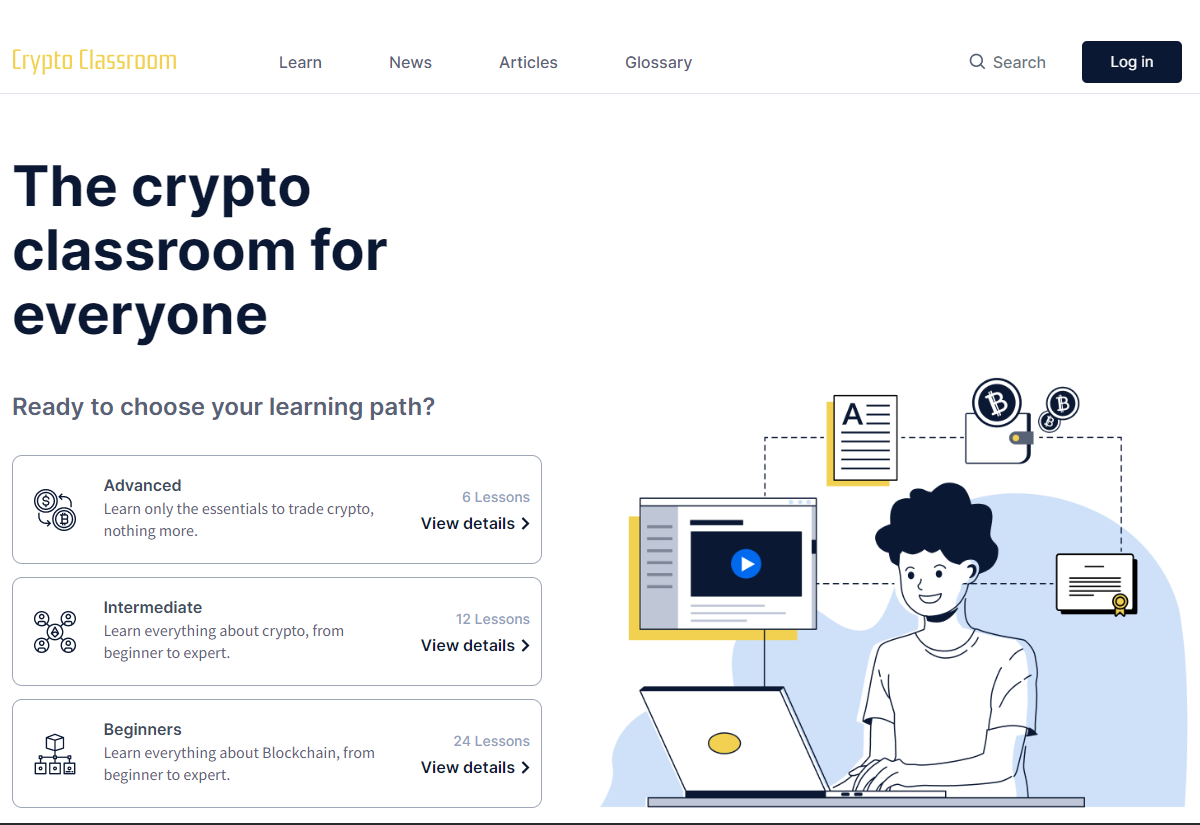 Crypto Classroom
Learn
News
Articles
Glossary
Search
Log in
The crypto
classroom for
everyone
Ready to choose your learning path?
Advanced
Learn only the essentials to trade crypto,
nothing more.
6 Lessons
View details
Intermediate
Learn everything about crypto, from
beginner to expert.
12 Lessons
View details
Beginners
Learn everything about Blockchain, from
beginner to expert.
24 Lessons
View details
A